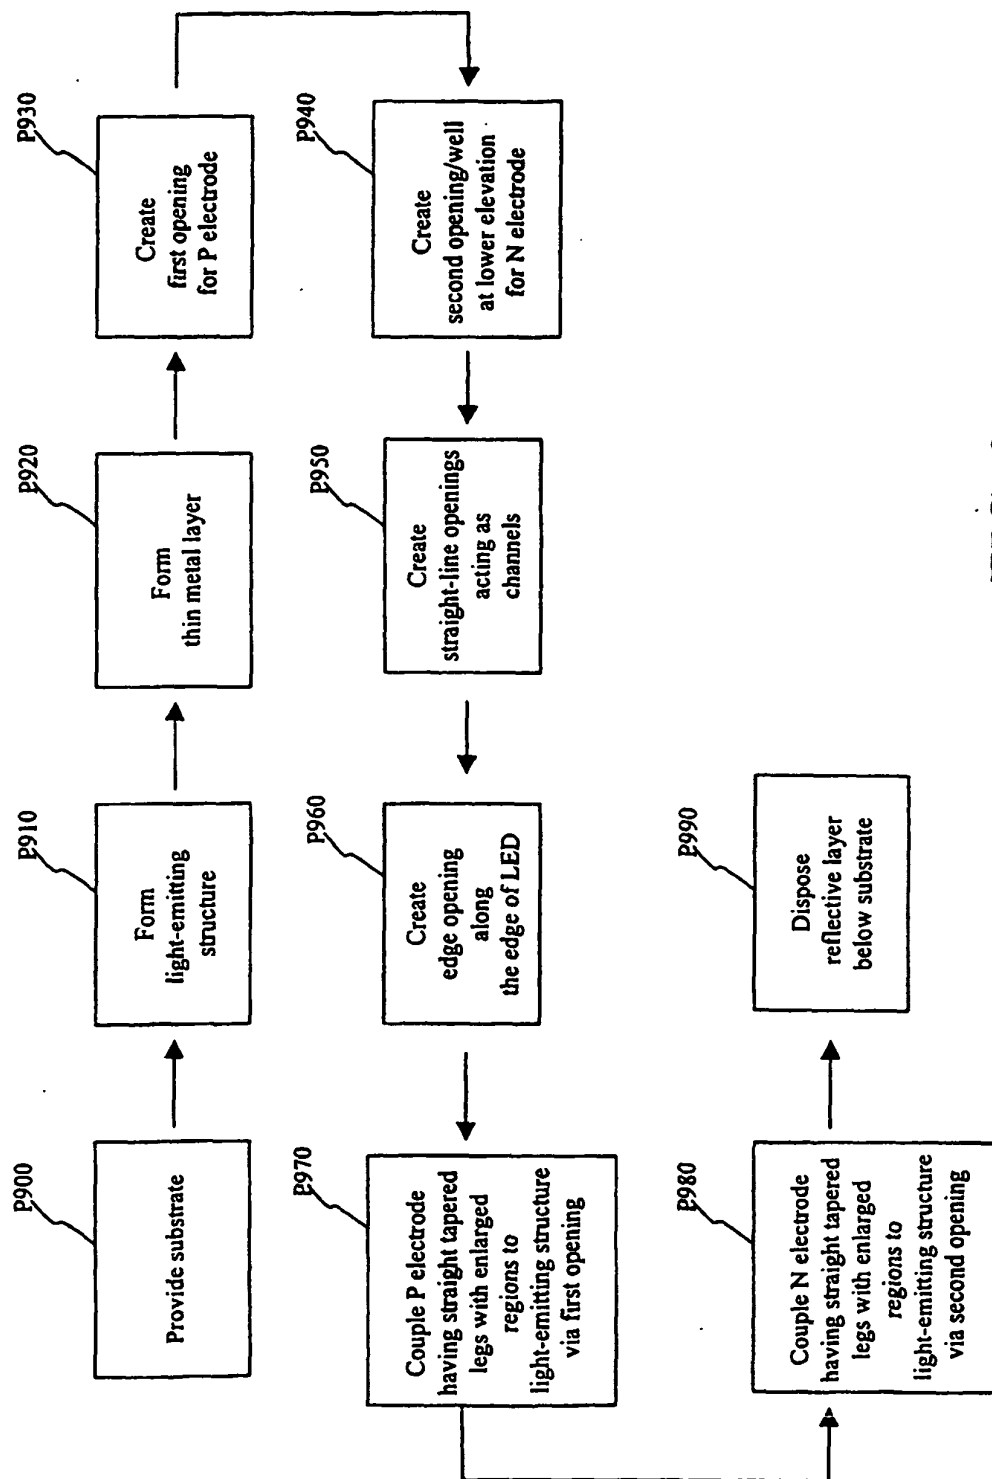 P900
Provide substrate
P910
Form
light-emitting
structure
P920
Form
thin metal layer
P930
Create
first opening
for P electrode
P940
Create
second opening/well
at lower elevation
for N electrode
P950
Create
straight-line openings
acting as
channels
P960
Create
edge opening
along
the edge of LED
P970
Couple P electrode
having straight tapered
legs with enlarged
regions to
light-emitting structure
via first opening
P980
Couple N electrode
having straight tapered
legs with enlarged
regions to
light-emitting structure
via second opening
P990
Dispose
reflective layer
below substrate